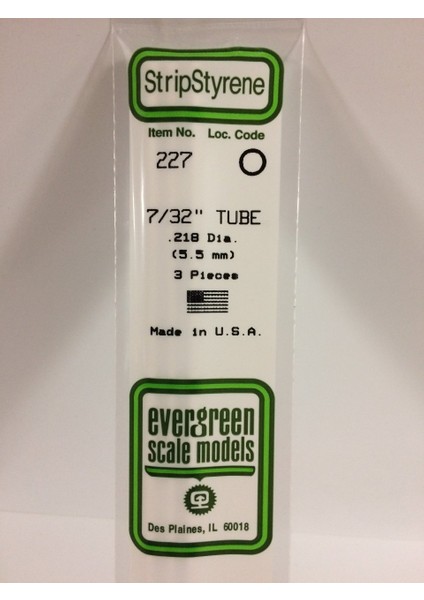 StripStyrene
Item No. Loc. Code
227 O
7/32" TUBE
.218 Dia.
(5.5 mm)
3 Pieces
Made in U.S.A.
evergreen
scale models
Des Plaines, IL 60018